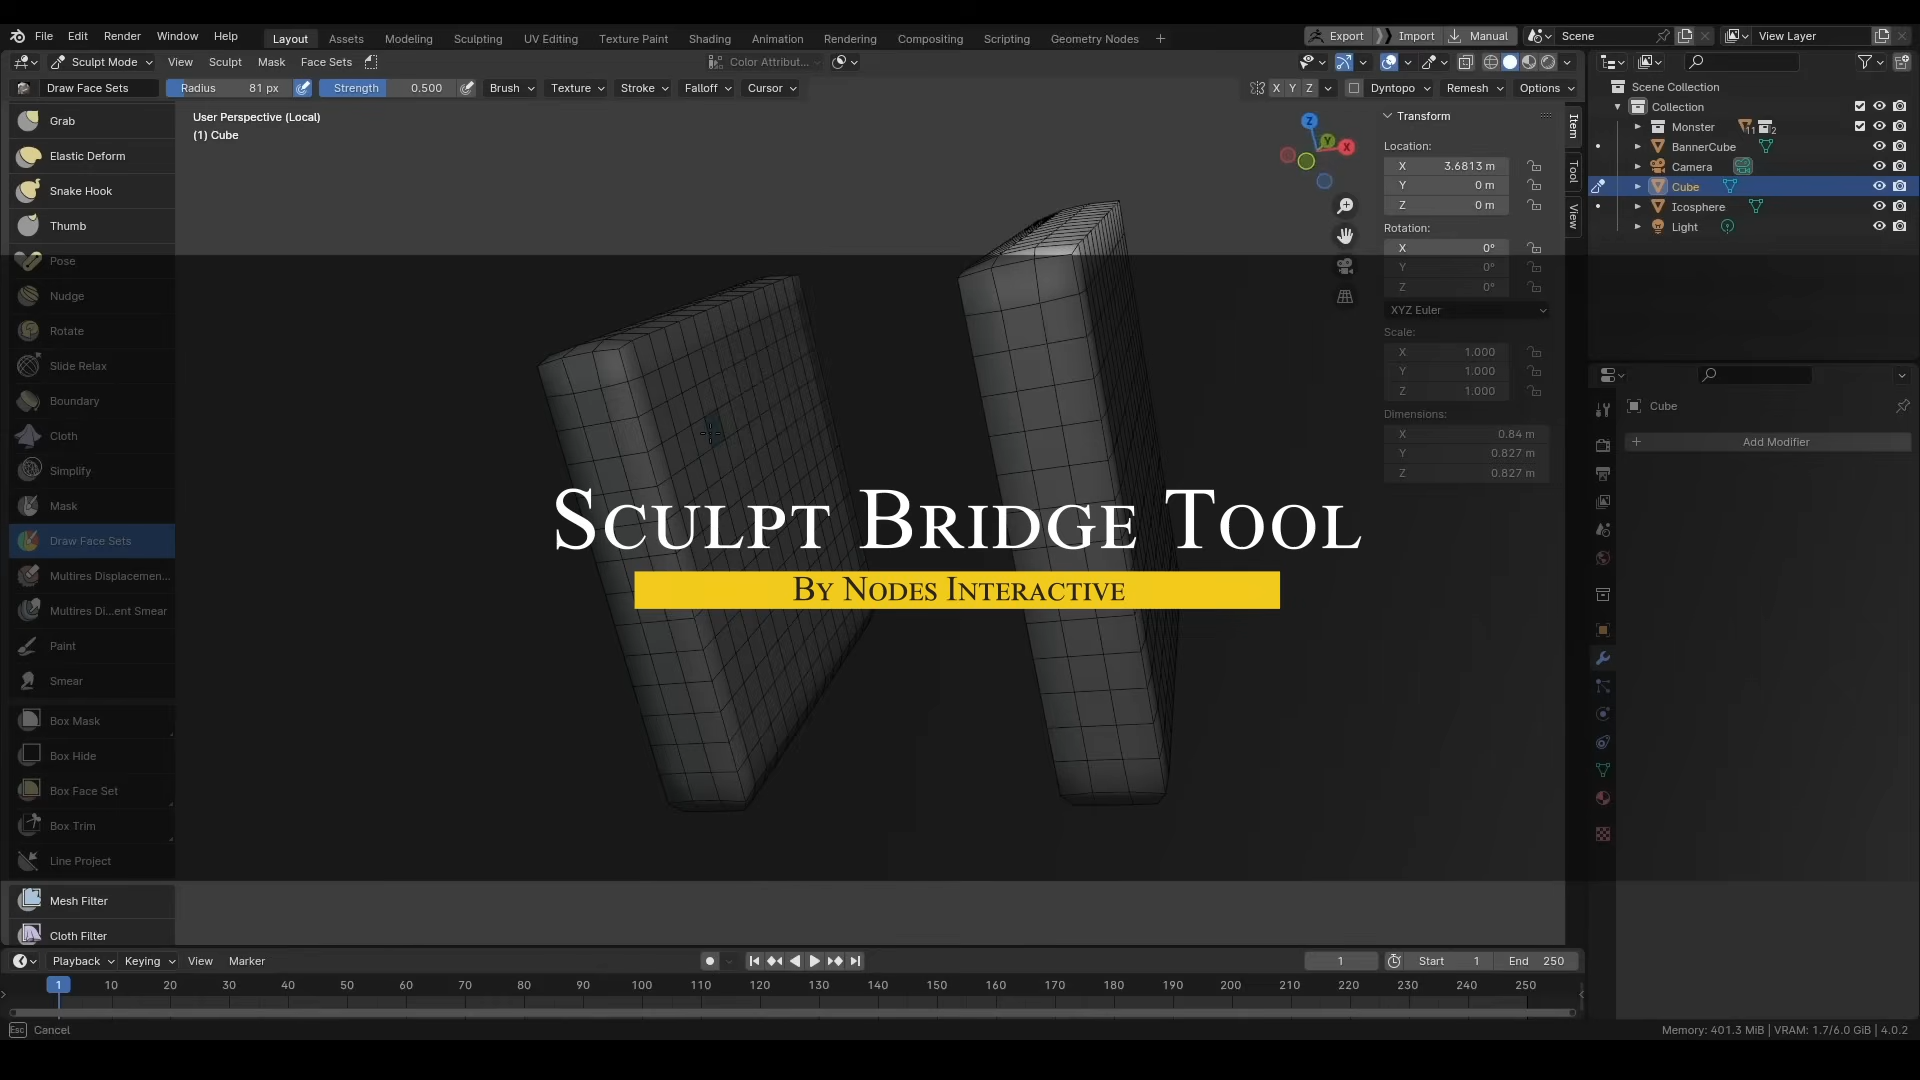 File Edit Render Window Help Layout Assets Modeling Sculpting UV Editing Texture Paint Shading Animation Rendering Compositing Scripting Geometry Nodes + Export Import Manual Scene View Layer
Sculpt Mode View Sculpt Mask Face Sets Color Attribut...
Draw Face Sets Radius 81 px Strength 0.500 Brush Texture Stroke Falloff Cursor X Y Z Dyntopo Remesh Options
Grab
Elastic Deform
Snake Hook
Thumb
Pose
Nudge
Rotate
Slide Relax
Boundary
Cloth
Simplify
Mask
Draw Face Sets
Multires Displacemen...
Multires Di...ent Smear
Paint
Smear
Box Mask
Box Hide
Box Face Set
Box Trim
Line Project
Mesh Filter
Cloth Filter
User Perspective (Local)
(1) Cube
Z
Y
X
Sculpt Bridge Tool
By Nodes Interactive
Transform
Location:
X 3.6813 m
Y 0 m
Z 0 m
Rotation:
X 0°
Y 0°
Z 0°
XYZ Euler
Scale:
X 1.000
Y 1.000
Z 1.000
Dimensions:
X 0.84 m
Y 0.827 m
Z 0.827 m
Item
Tool
View
Scene Collection
Collection
Monster 11 2
BannerCube
Camera
Cube
Icosphere
Light
Cube
+ Add Modifier
Playback Keying View Marker 1 Start 1 End 250
1 10 20 30 40 50 60 70 80 90 100 110 120 130 140 150 160 170 180 190 200 210 220 230 240 250
Esc Cancel Memory: 401.3 MiB | VRAM: 1.7/6.0 GiB | 4.0.2